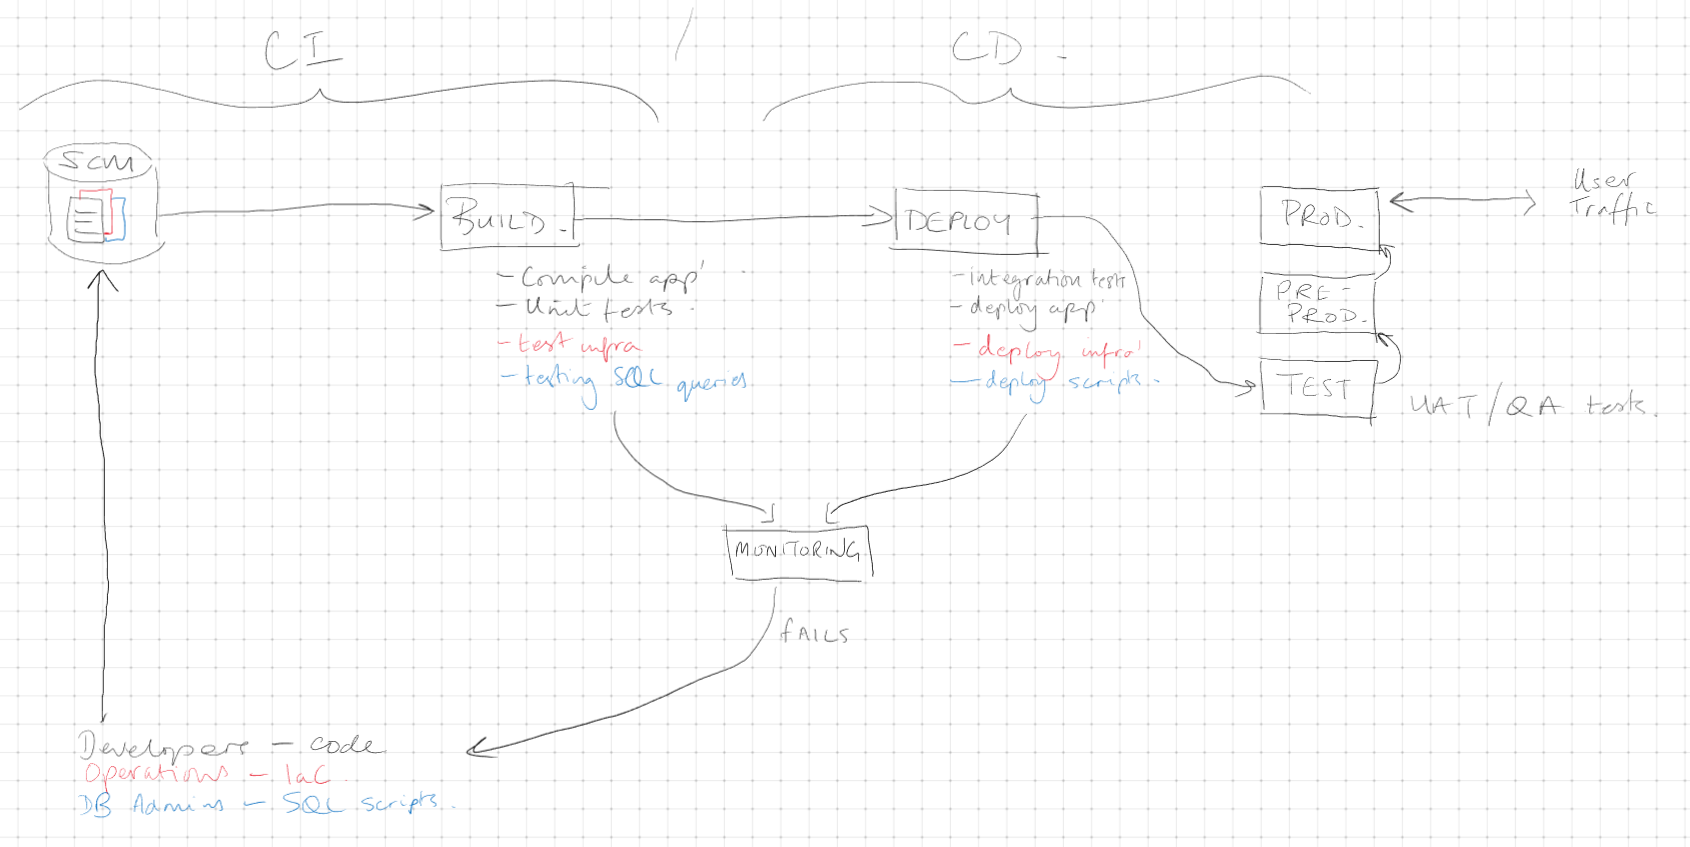 CI / CD -
SCM
BUILD.
- Compile app'
- Unit tests.
- test infra
- testing SQL queries
DEPLOY
- integration tests
- deploy app'
- deploy infra'
- deploy scripts.
PROD.
PRE-
PROD.
TEST
User
Traffic
UAT/QA tests.
MONITORING
fAILS
Developers - code
Operations - IaC.
DB Admins - SQL scripts.